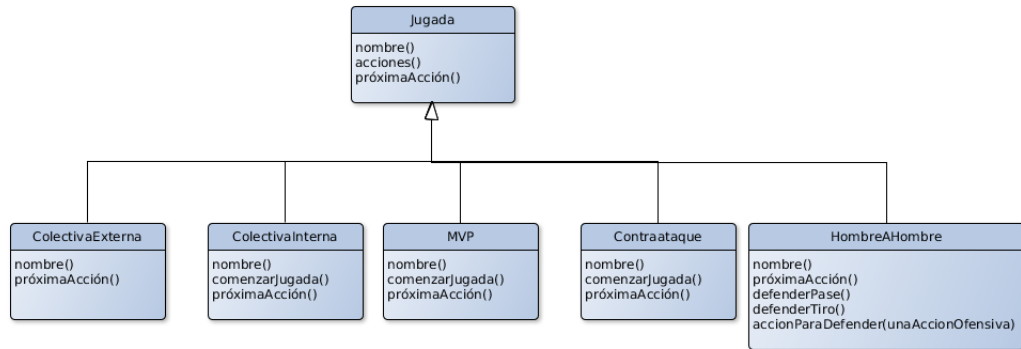 Jugada
nombre()
acciones()
próximaAcción()
ColectivaExterna
nombre()
próximaAcción()
ColectivaInterna
nombre()
comenzarJugada()
próximaAcción()
MVP
nombre()
comenzarJugada()
próximaAcción()
Contraataque
nombre()
comenzarJugada()
próximaAcción()
HombreAHombre
nombre()
próximaAcción()
defenderPase()
defenderTiro()
accionParaDefender(unaAccionOfensiva)